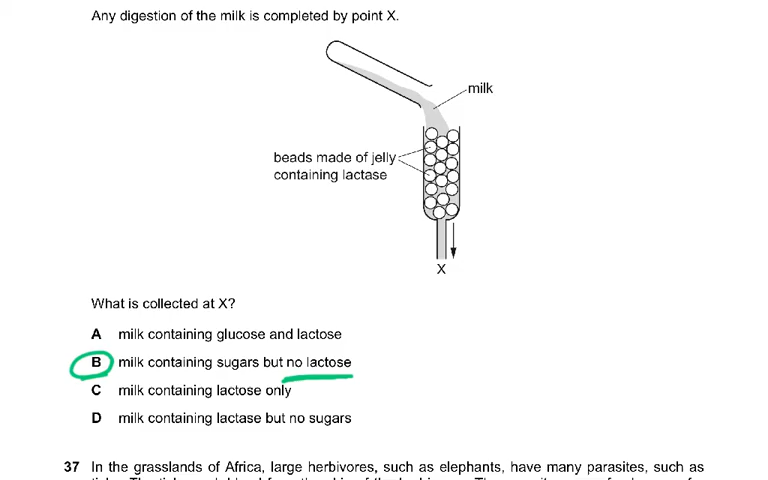 Any digestion of the milk is completed by point X.
milk
beads made of jelly
containing lactase
X
What is collected at X?
A milk containing glucose and lactose
B milk containing sugars but no lactose
C milk containing lactose only
D milk containing lactase but no sugars
37 In the grasslands of Africa, large herbivores, such as elephants, have many parasites, such as